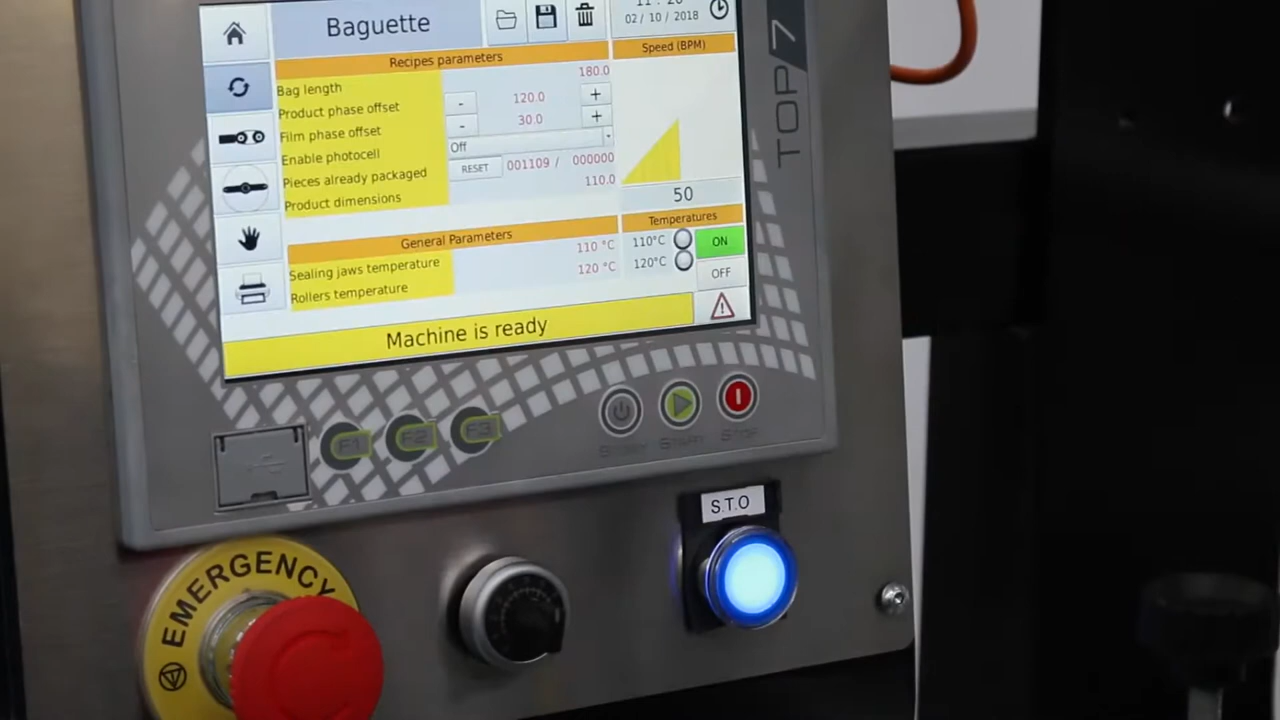 Baguette
02 / 10 / 2018
Recipes parameters
Speed (BPM)
Bag length
180.0
Product phase offset
-
120.0
+
Film phase offset
-
30.0
+
Enable photocell
Off
Pieces already packaged
RESET
001109 / 000000
Product dimensions
110.0
50
General Parameters
Temperatures
Sealing jaws temperature
110 °C
110°C
ON
Rollers temperature
120 °C
120°C
OFF
Machine is ready
TOP7
F1
F2
F3
Start
Stop
S.T.O
EMERGENCY